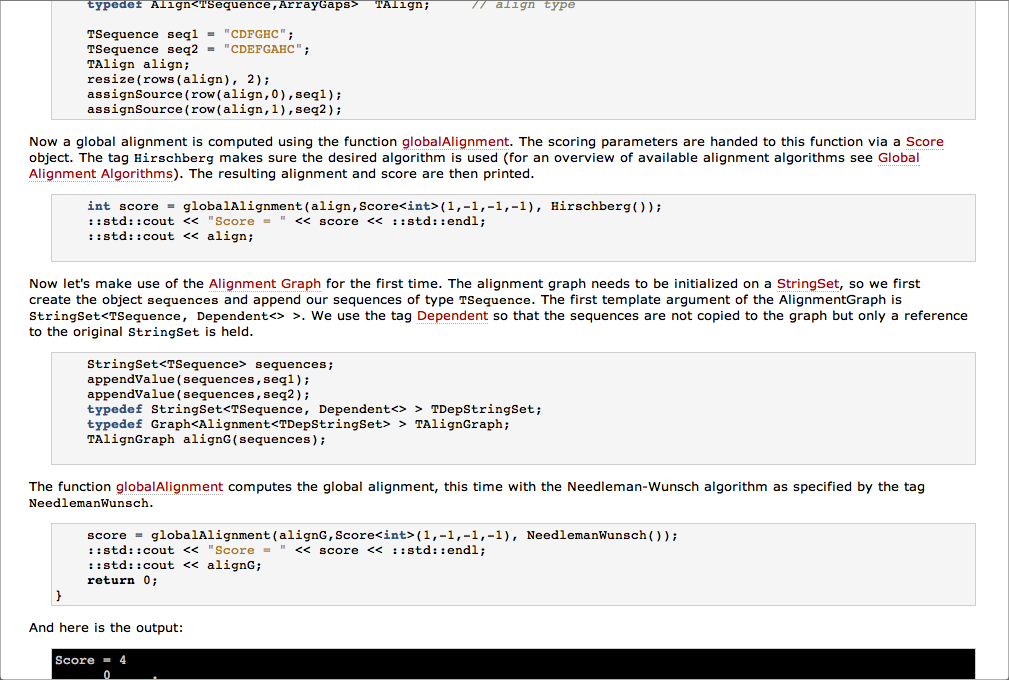 typedef Align<TSequence,ArrayGaps> TAlign; // align type
TSequence seq1 = "CDFGHC";
TSequence seq2 = "CDEFGAHC";
TAlign align;
resize(rows(align), 2);
assignSource(row(align,0),seq1);
assignSource(row(align,1),seq2);
Now a global alignment is computed using the function globalAlignment. The scoring parameters are handed to this function via a Score
object. The tag Hirschberg makes sure the desired algorithm is used (for an overview of available alignment algorithms see Global
Alignment Algorithms). The resulting alignment and score are then printed.
int score = globalAlignment(align,Score<int>(1,-1,-1,-1), Hirschberg());
::std::cout << "Score = " << score << ::std::endl;
::std::cout << align;
Now let's make use of the Alignment Graph for the first time. The alignment graph needs to be initialized on a StringSet, so we first
create the object sequences and append our sequences of type TSequence. The first template argument of the AlignmentGraph is
StringSet<TSequence, Dependent<> >. We use the tag Dependent so that the sequences are not copied to the graph but only a reference
to the original StringSet is held.
StringSet<TSequence> sequences;
appendValue(sequences,seq1);
appendValue(sequences,seq2);
typedef StringSet<TSequence, Dependent<> > TDepStringSet;
typedef Graph<Alignment<TDepStringSet> > TAlignGraph;
TAlignGraph alignG(sequences);
The function globalAlignment computes the global alignment, this time with the Needleman-Wunsch algorithm as specified by the tag
NeedlemanWunsch.
score = globalAlignment(alignG,Score<int>(1,-1,-1,-1), NeedlemanWunsch());
::std::cout << "Score = " << score << ::std::endl;
::std::cout << alignG;
return 0;
}
And here is the output:
Score = 4
0 .